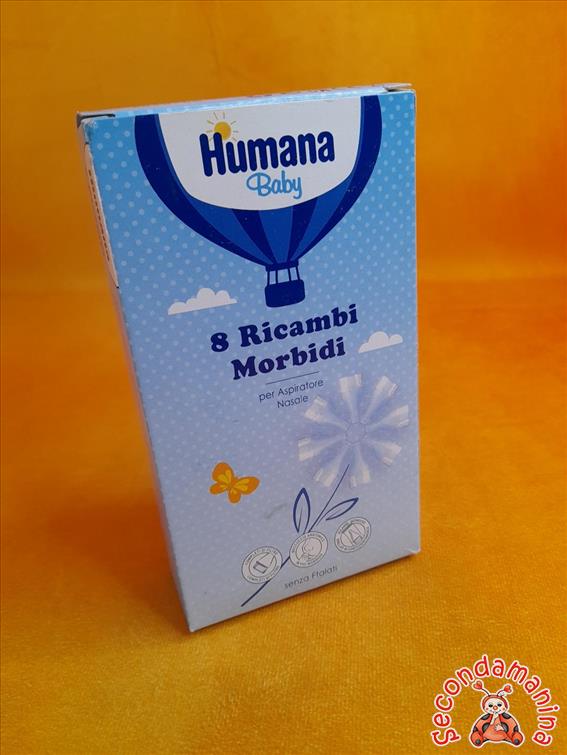 Humana
Baby
8 Ricambi
Morbidi
per Aspiratore
Nasale
senza Ftalati
Secondamanina